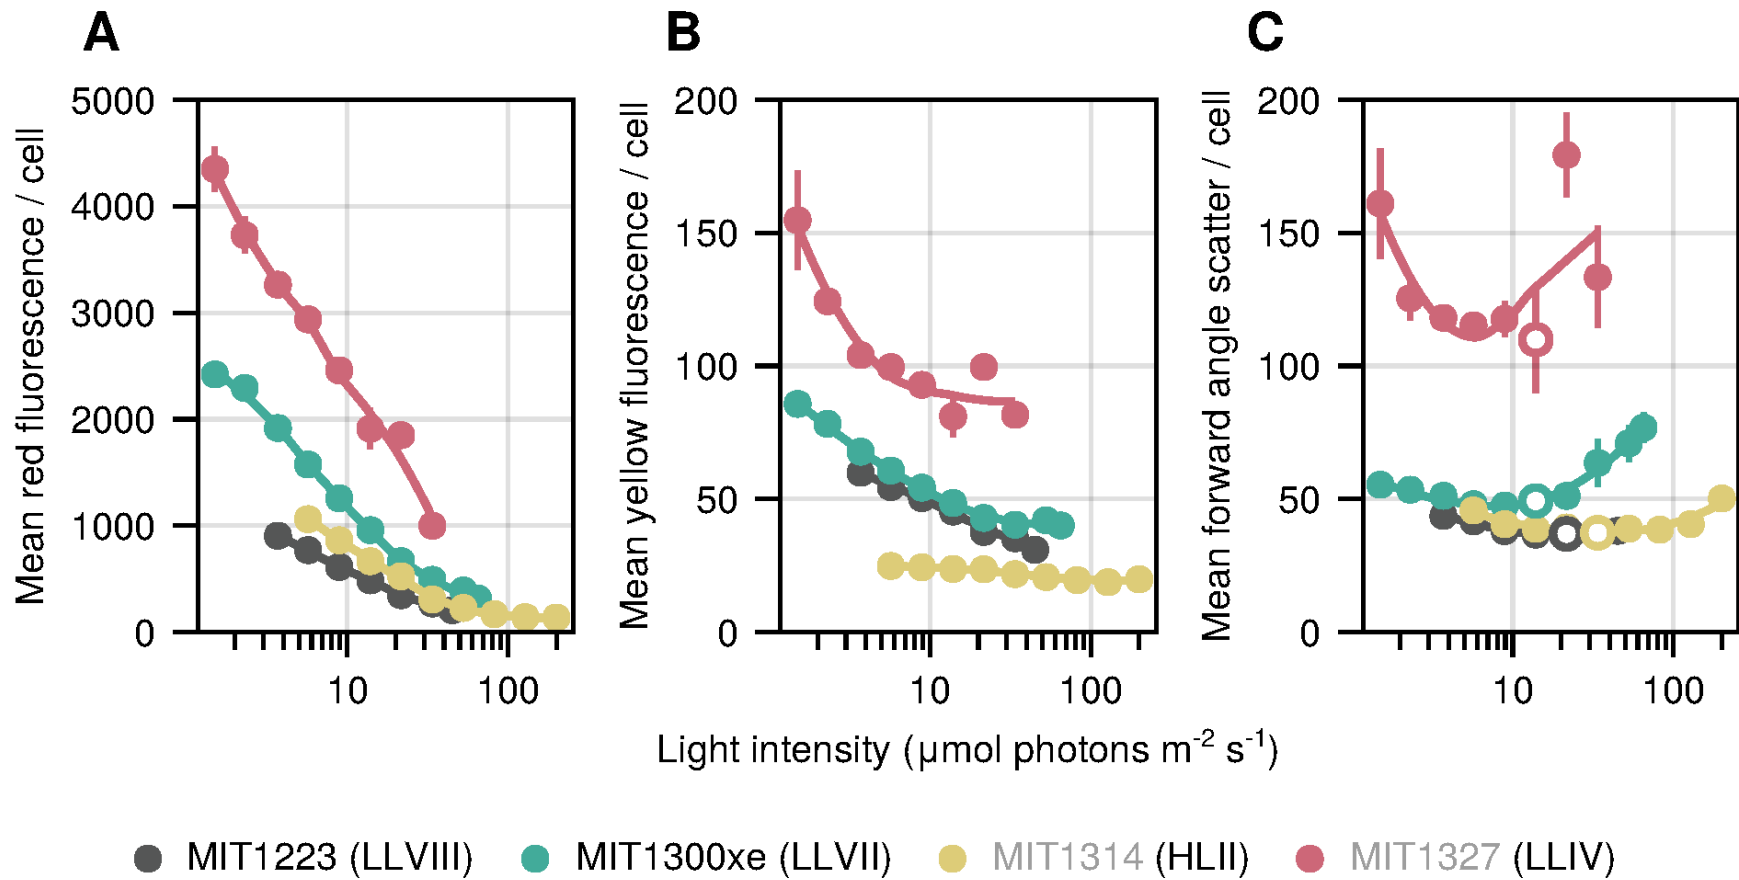 A
B
C
Mean red fluorescence / cell
5000
4000
3000
2000
1000
0
10
100
Mean yellow fluorescence / cell
200
150
100
50
0
10
100
Mean forward angle scatter / cell
200
150
100
50
0
10
100
Light intensity (µmol photons m⁻² s⁻¹)
MIT1223 (LLVIII) MIT1300xe (LLVII) MIT1314 (HLII) MIT1327 (LLIV)